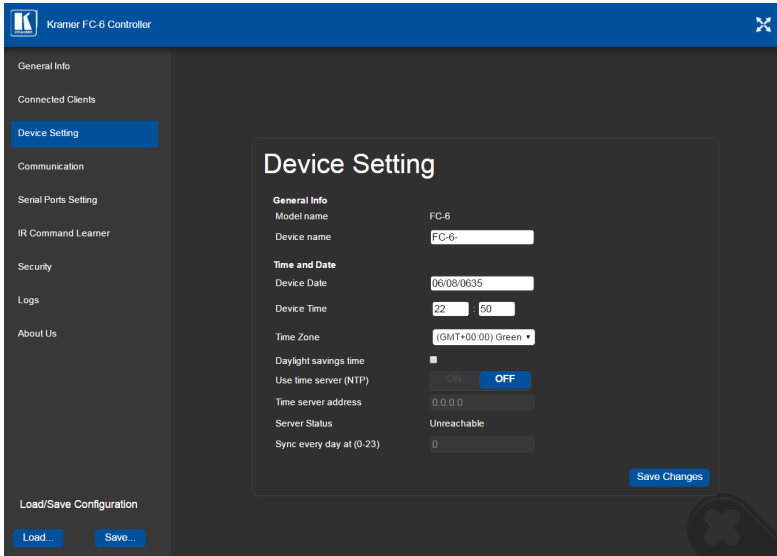 KRAMER
Kramer FC-6 Controller
General Info
Connected Clients
Device Setting
Communication
Serial Ports Setting
IR Command Learner
Security
Logs
About Us
Load/Save Configuration
Load...
Save...
Device Setting
General Info
Model name FC-6
Device name FC-6-
Time and Date
Device Date 06/08/0635
Device Time 22 : 50
Time Zone (GMT+00:00) Green
Daylight savings time
Use time server (NTP) ON OFF
Time server address 0.0.0.0
Server Status Unreachable
Sync every day at (0-23) 0
Save Changes